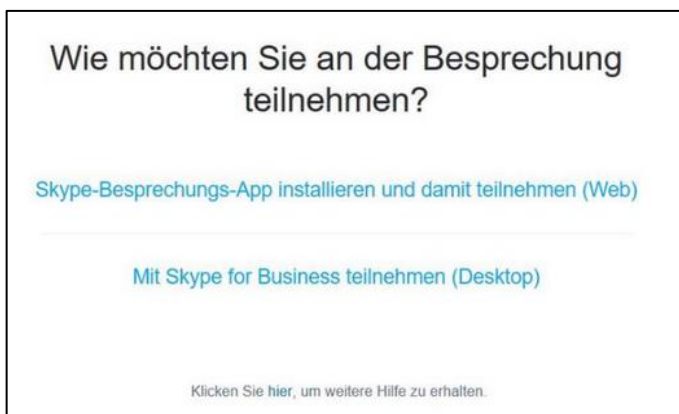 Wie möchten Sie an der Besprechung
teilnehmen?
Skype-Besprechungs-App installieren und damit teilnehmen (Web)
Mit Skype for Business teilnehmen (Desktop)
Klicken Sie hier, um weitere Hilfe zu erhalten.